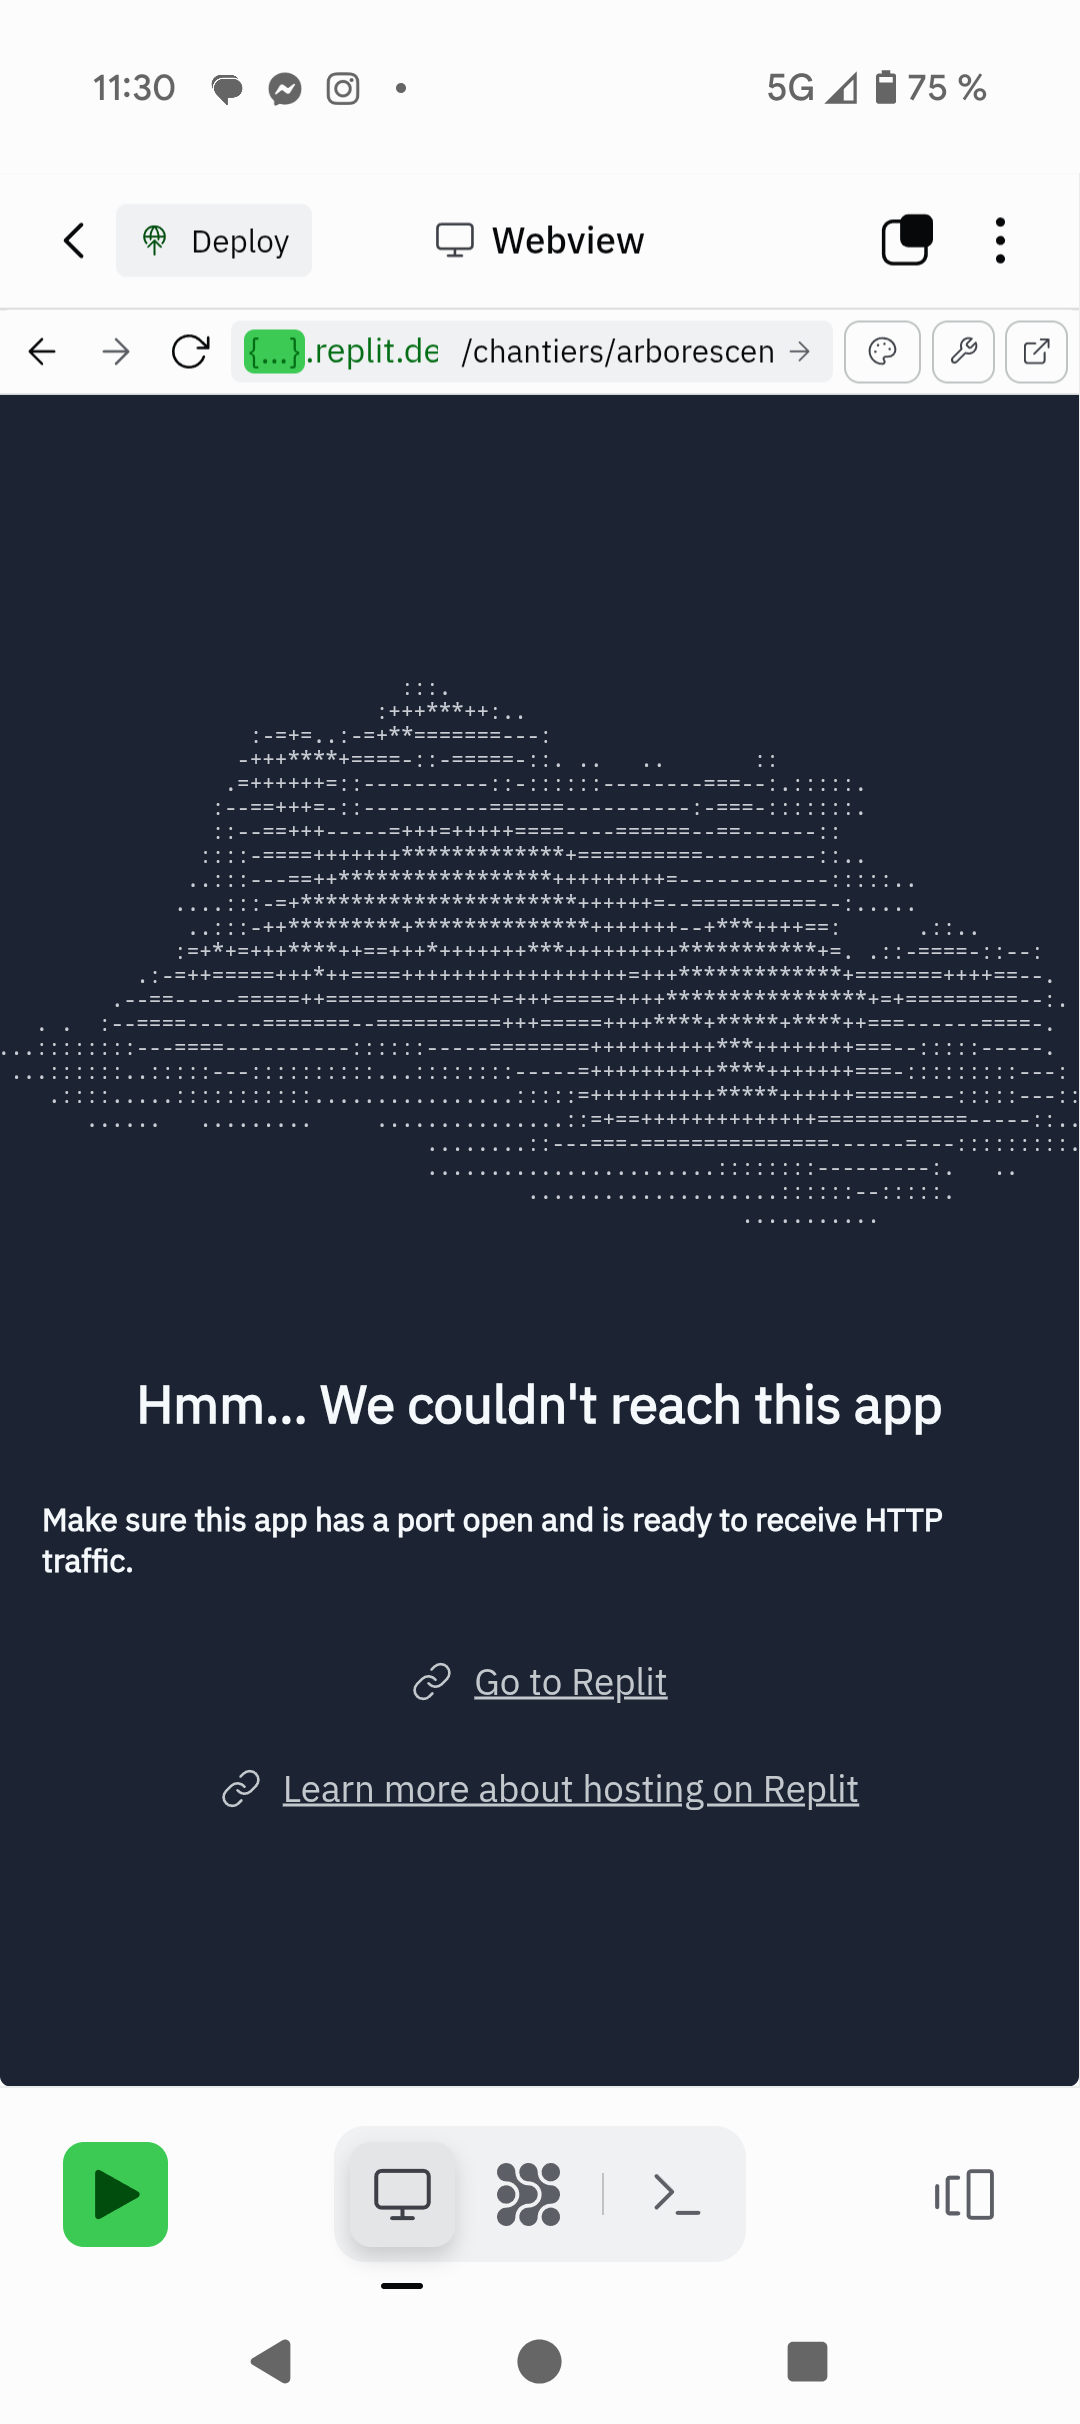 11:30
5G 75 %
Deploy
Webview
{...}.replit.de /chantiers/arborescen
Hmm... We couldn't reach this app
Make sure this app has a port open and is ready to receive HTTP
traffic.
Go to Replit
Learn more about hosting on Replit